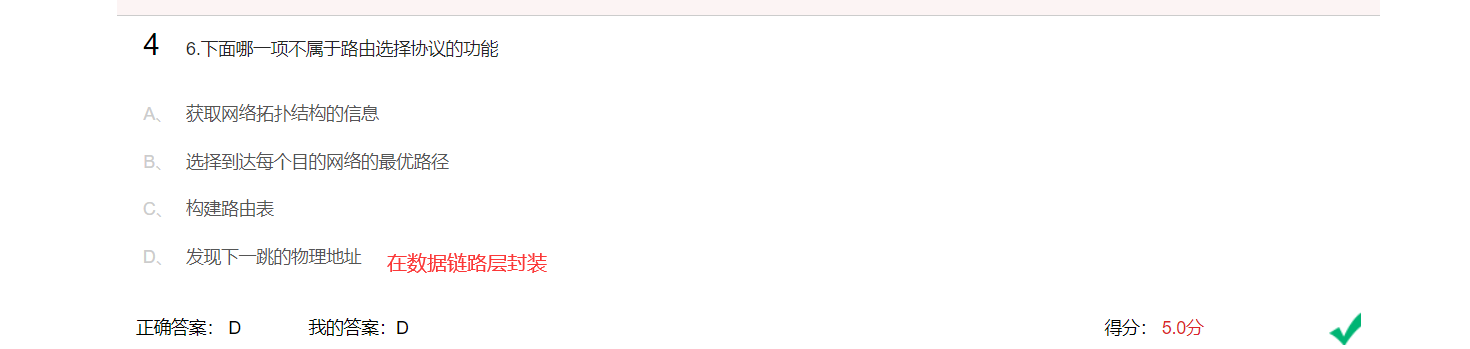 4 6.下面哪一项不属于路由选择协议的功能
A、 获取网络拓扑结构的信息
B、 选择到达每个目的网络的最优路径
C、 构建路由表
D、 发现下一跳的物理地址 在数据链路层封装
正确答案： D 我的答案：D 得分： 5.0分